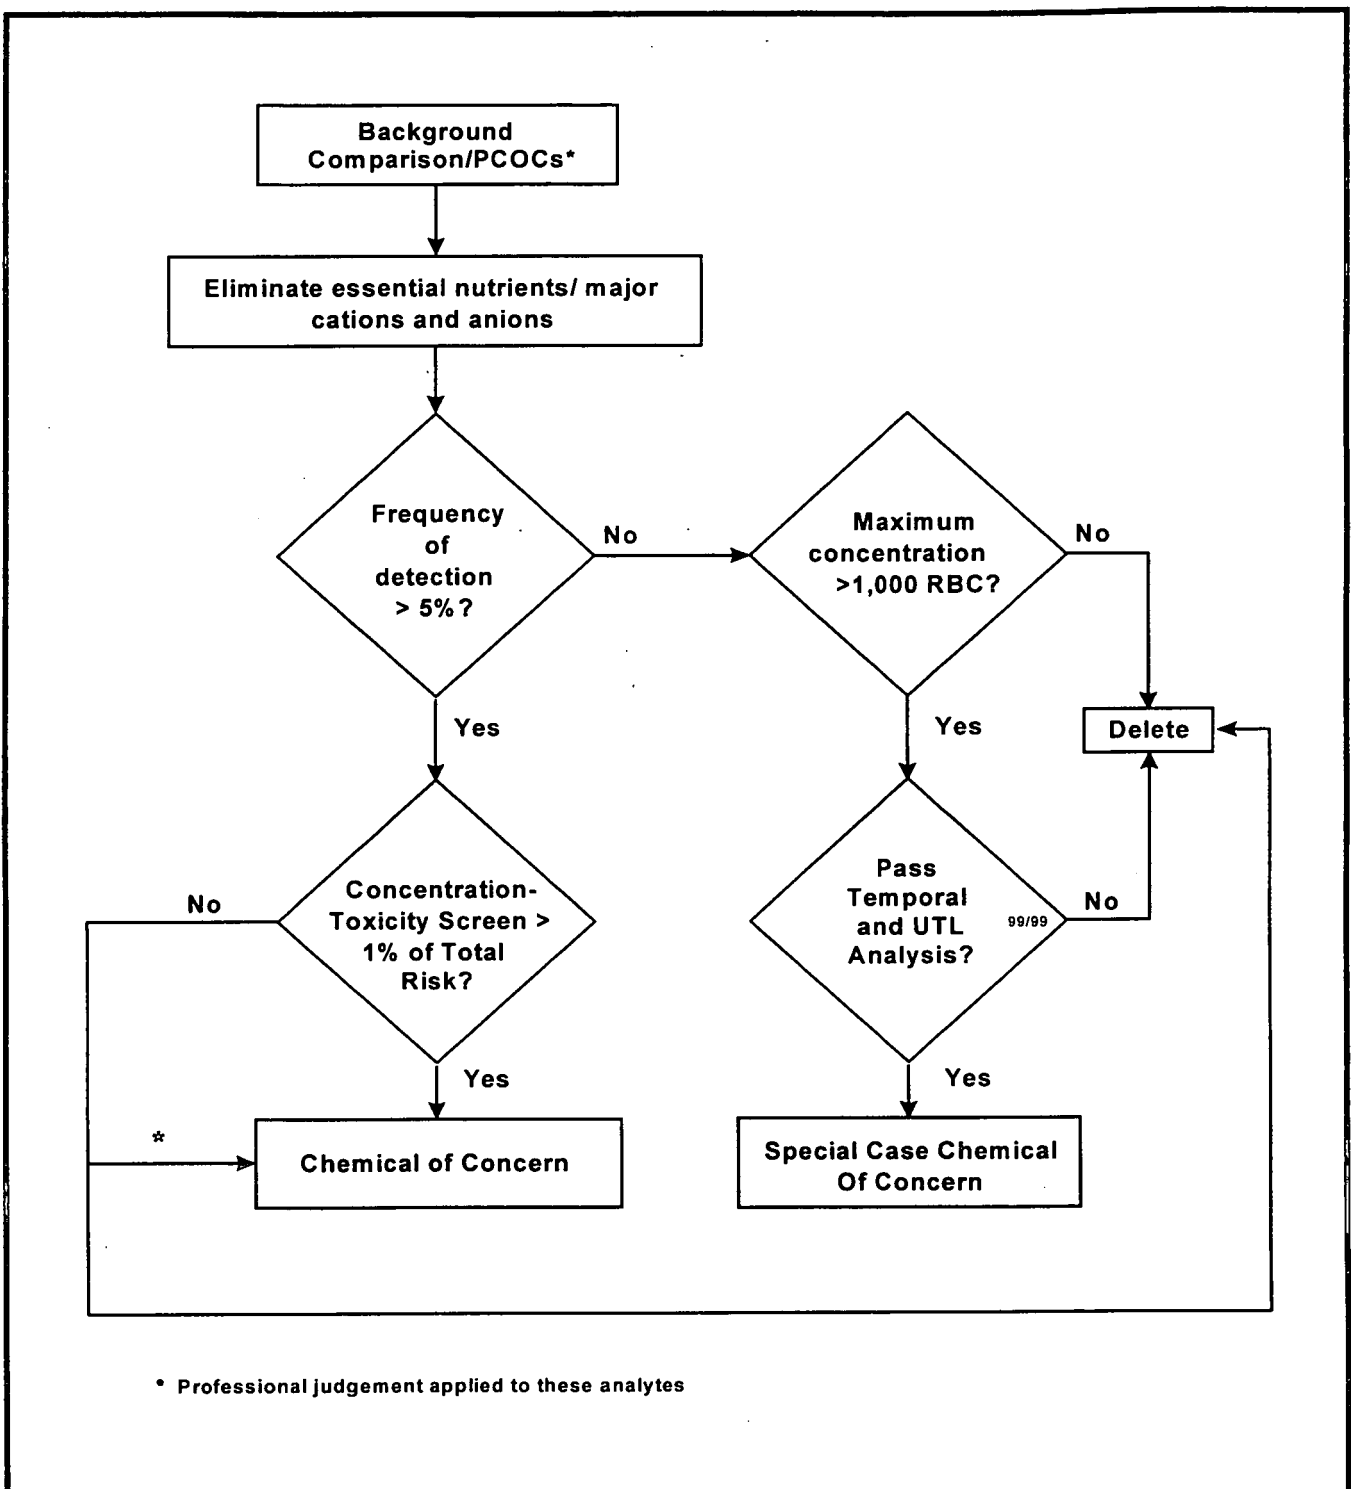 Background
Comparison/PCOCs*
Eliminate essential nutrients/ major
cations and anions
Frequency
of
detection
> 5%?
No
Maximum
concentration
>1,000 RBC?
No
Yes
Yes
Delete
Concentration-
Toxicity Screen >
1% of Total
Risk?
No
Pass
Temporal
and UTL 99/99
Analysis?
No
Yes
Yes
*
Chemical of Concern
Special Case Chemical
Of Concern
* Professional judgement applied to these analytes